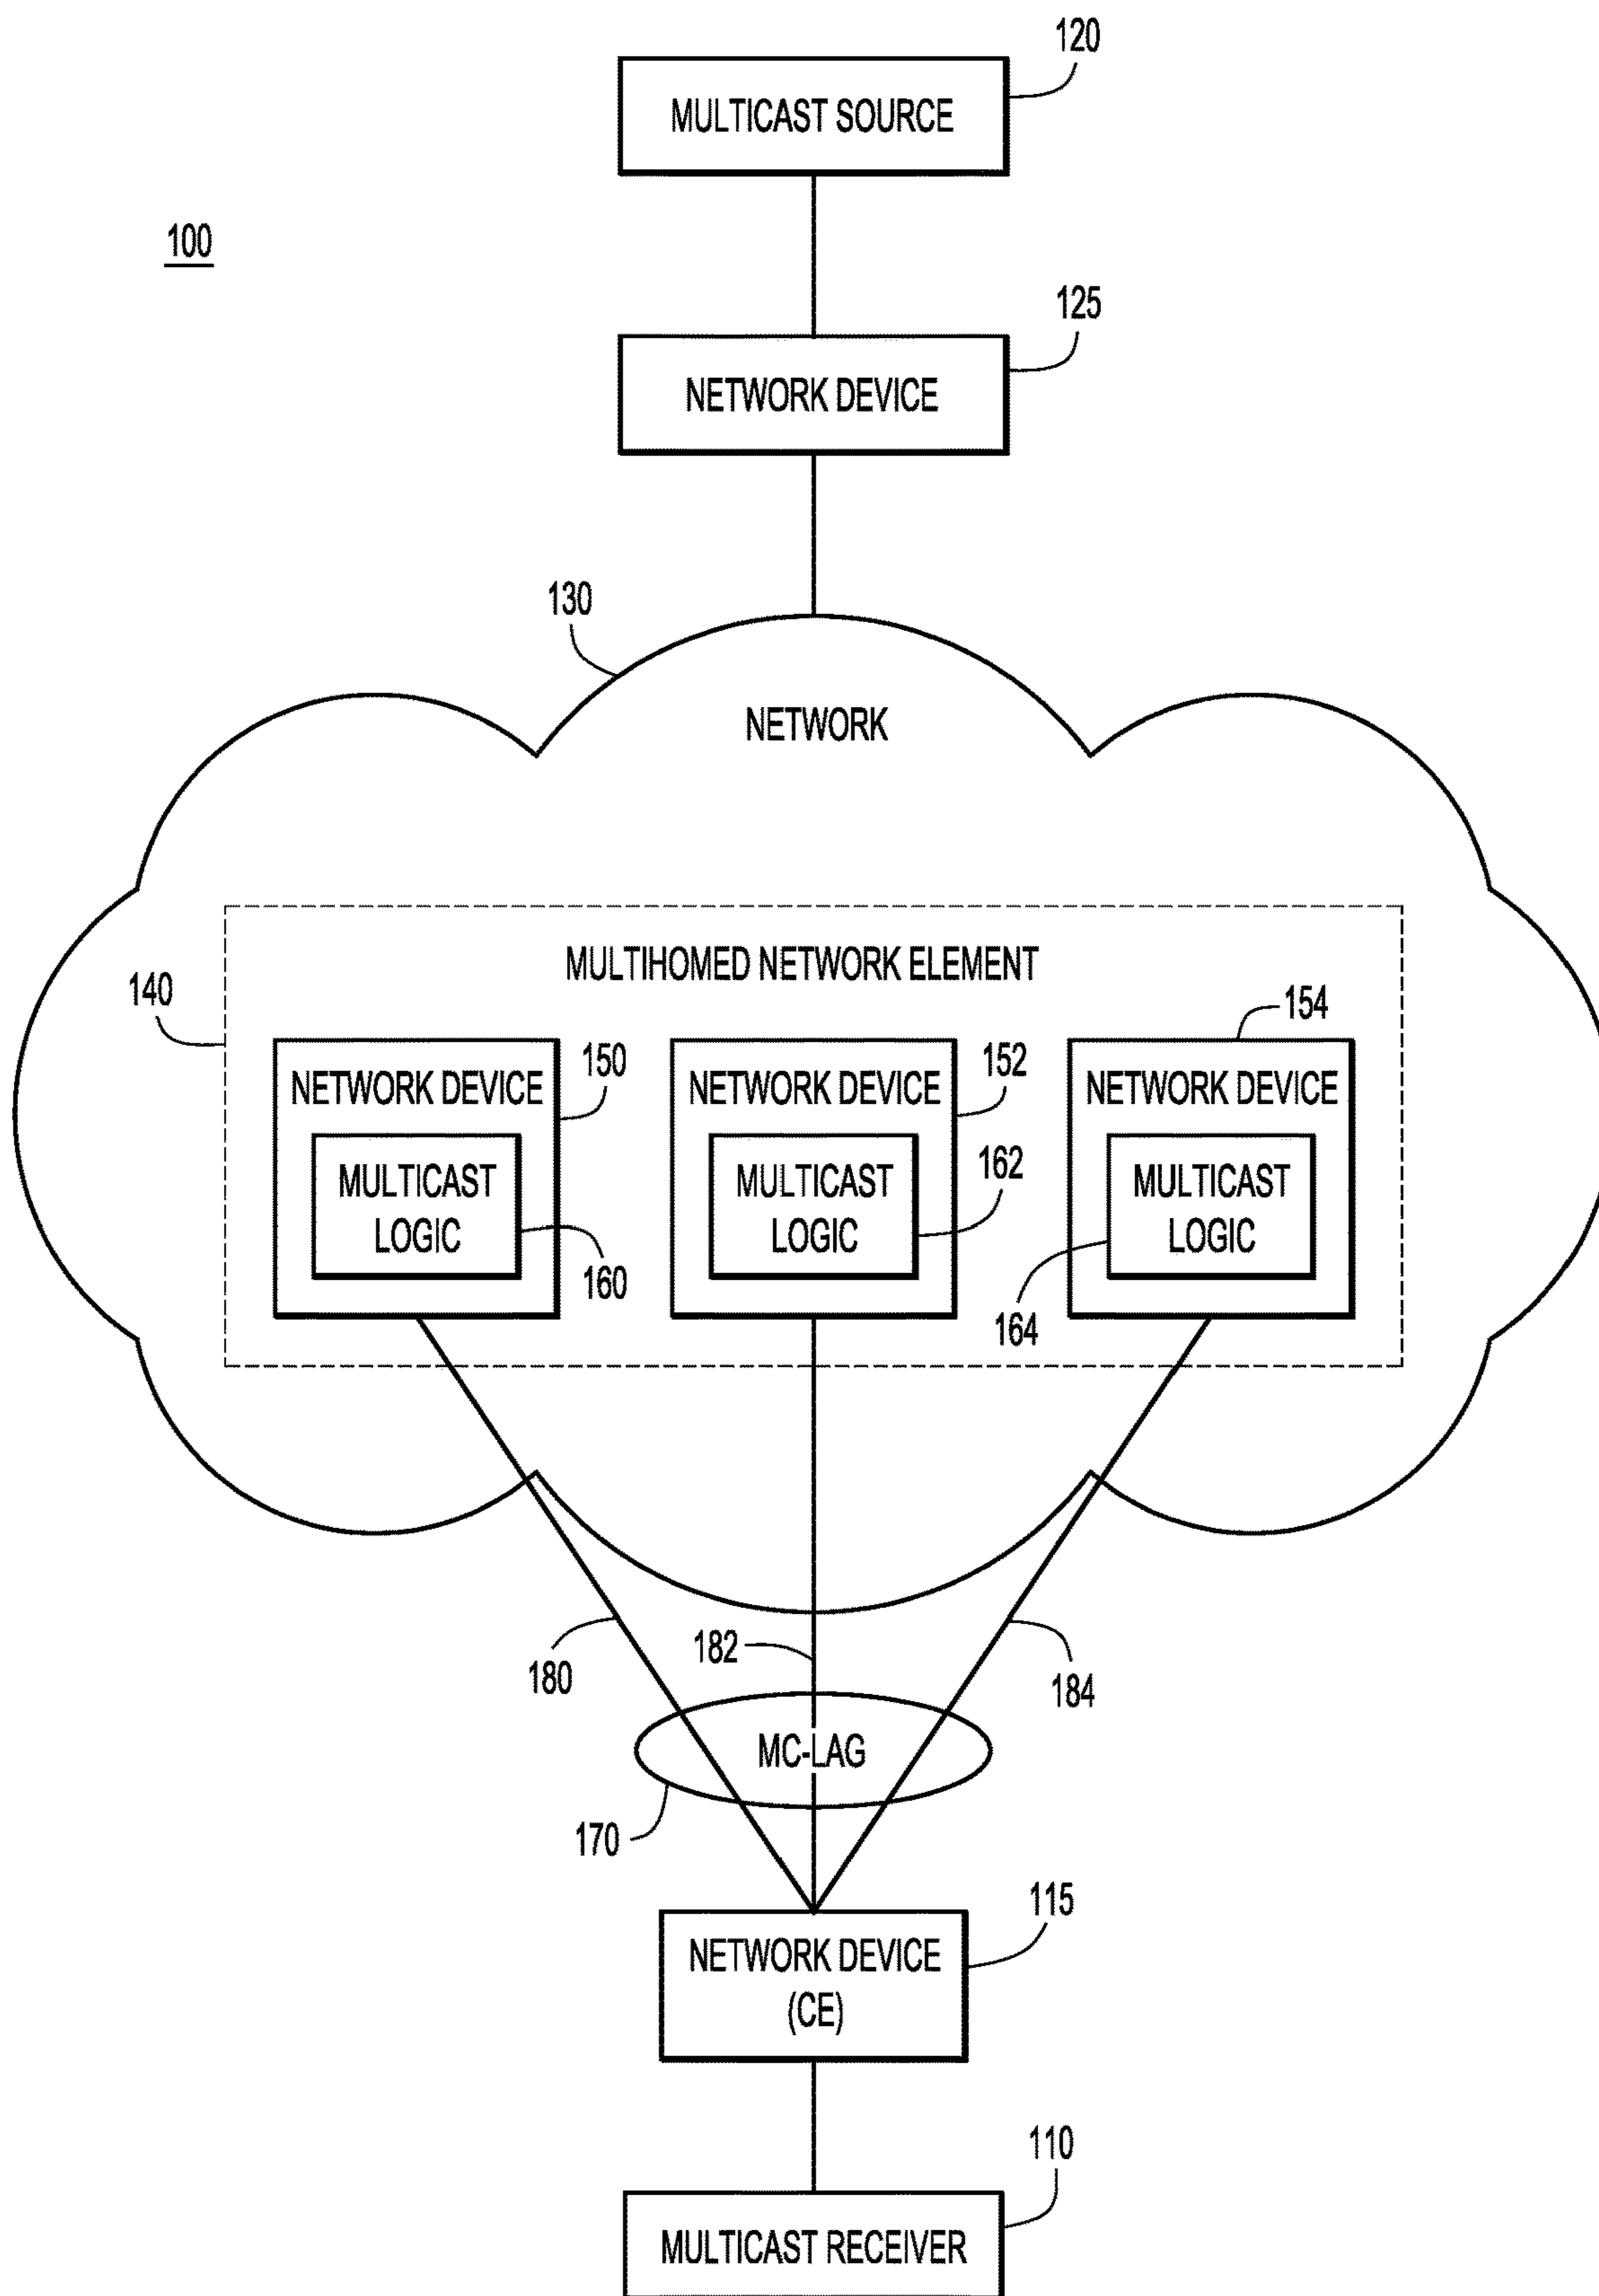 120
MULTICAST SOURCE
100
125
NETWORK DEVICE
130
NETWORK
MULTIHOMED NETWORK ELEMENT
140
154
NETWORK DEVICE
150
NETWORK DEVICE
152
NETWORK DEVICE
MULTICAST
LOGIC
160
MULTICAST
LOGIC
162
MULTICAST
LOGIC
164
180
182
184
MC-LAG
170
115
NETWORK DEVICE
(CE)
110
MULTICAST RECEIVER